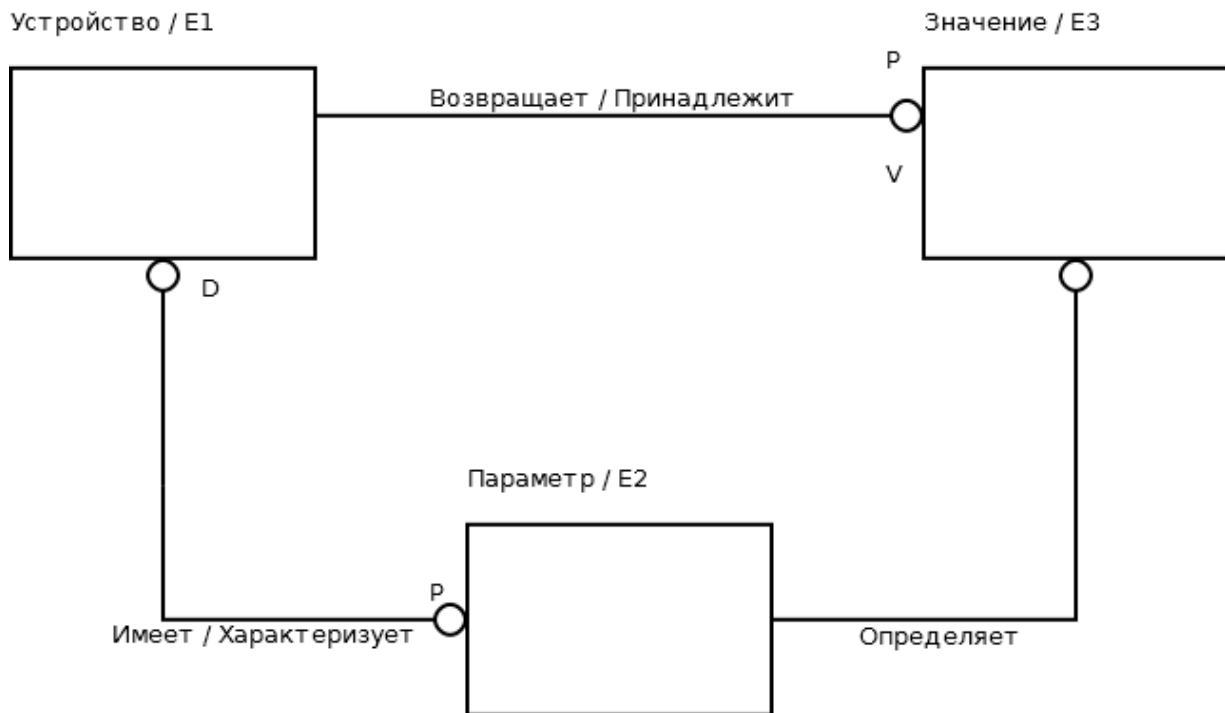 Устройство / E1
Значение / E3
P
Возвращает / Принадлежит
V
D
Параметр / E2
P
Имеет / Характеризует
Определяет